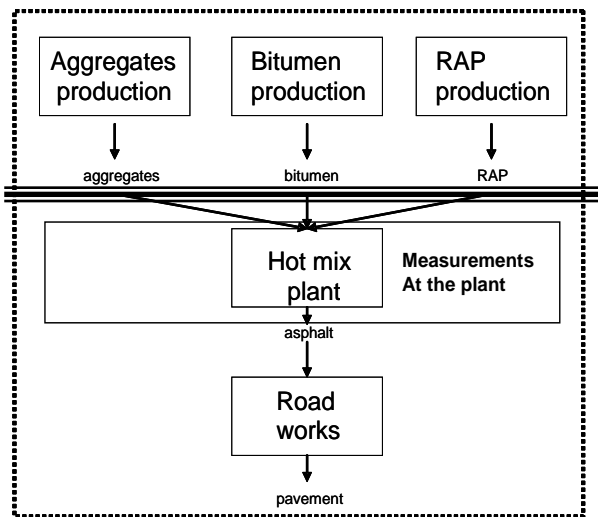 Aggregates
production
Bitumen
production
RAP
production
aggregates
bitumen
RAP
Hot mix
plant
Measurements
At the plant
asphalt
Road
works
pavement